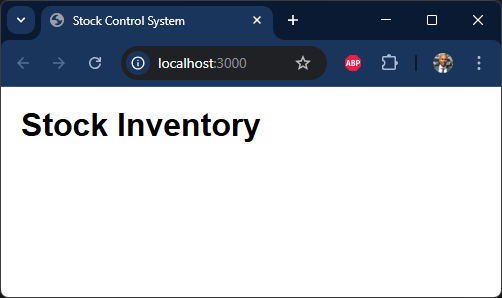 Stock Control System
localhost:3000
ABP
Stock Inventory